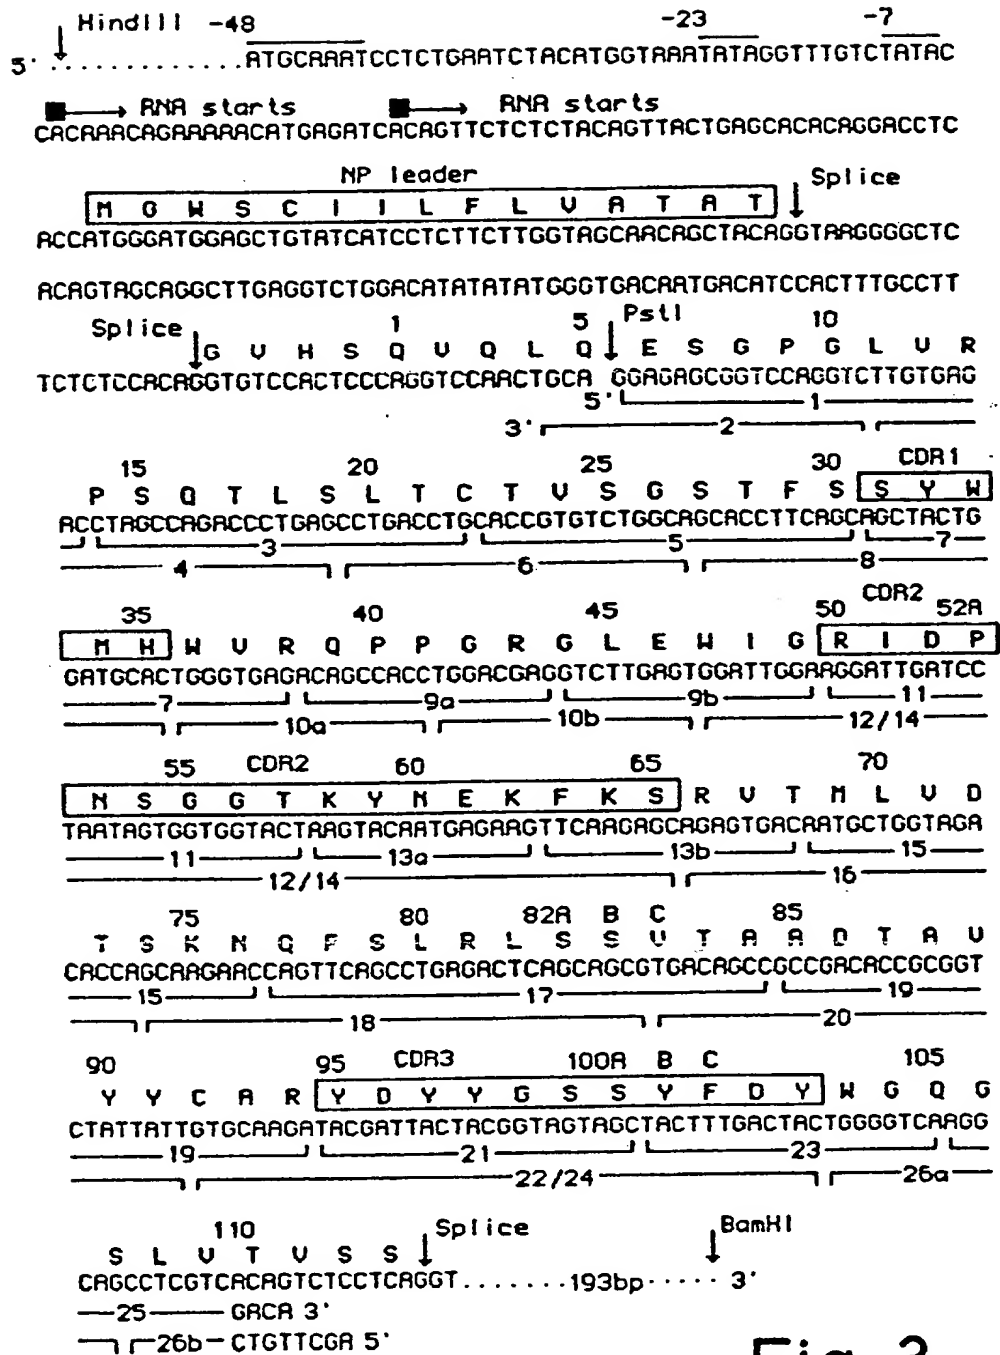 HindIII -48 -23 -7
5' ..............ATGCAAATCCTCTGAATCTACATGGTAAATATAGGTTTGTCTATAC
RNA starts RNA starts
CACAAACAGAAAAACATGAGATCACAGTTCTCTCTACAGTTACTGAGCACACAGGACCTC
NP leader Splice
M G W S C I I L F L V A T A T
ACCATGGGATGGAGCTGTATCATCCTCTTCTTGGTAGCAACAGCTACAGGTAAGGGGCTC
ACAGTAGCAGGCTTGAGGTCTGGACATATATATGGGTGACAATGACATCCACTTTGCCTT
Splice 1 5 PstI 10
G V H S Q V Q L Q E S G P G L V R
TCTCTCCACAGGTGTCCACTCCCAGGTCCAACTGCA GGAGAGCGGTCCAGGTCTTGTGAG
5' 1
3' 2
15 20 25 30 CDR1
P S Q T L S L T C T V S G S T F S S Y W
ACCTAGCCAGACCCTGAGCCTGACCTGCACCGTGTCTGGCAGCACCTTCAGCAGCTACTG
3 5 7
4 6 8
35 40 45 50 CDR2 52A
M H W V R Q P P G R G L E W I G R I D P
GATGCACTGGGTGAGACAGCCACCTGGACGAGGTCTTGAGTGGATTGGAAGGATTGATCC
7 9a 9b 11
10a 10b 12/14
55 CDR2 60 65 70
N S G G T K Y N E K F K S R V T M L V D
TAATAGTGGTGGTACTAAGTACAATGAGAAGTTCAAGAGCAGAGTGACAATGCTGGTAGA
11 13a 13b 15
12/14 16
75 80 82A B C 85
T S K N Q F S L R L S S V T A A D T A V
CACCAGCAAGAACCAGTTCAGCCTGAGACTCAGCAGCGTGACAGCCGCCGACACCGCGGT
15 17 19
18 20
90 95 CDR3 100A B C 105
Y Y C A R Y D Y Y G S S Y F D Y W G Q G
CTATTATTGTGCAAGATACGATTACTACGGTAGTAGCTACTTTGACTACTGGGGTCAAGG
19 21 23
22/24 26a
110 Splice BamHI
S L V T V S S
CAGCCTCGTCACAGTCTCCTCAGGT.......193bp..... 3'
25 GACA 3'
26b CTGTTCGA 5'